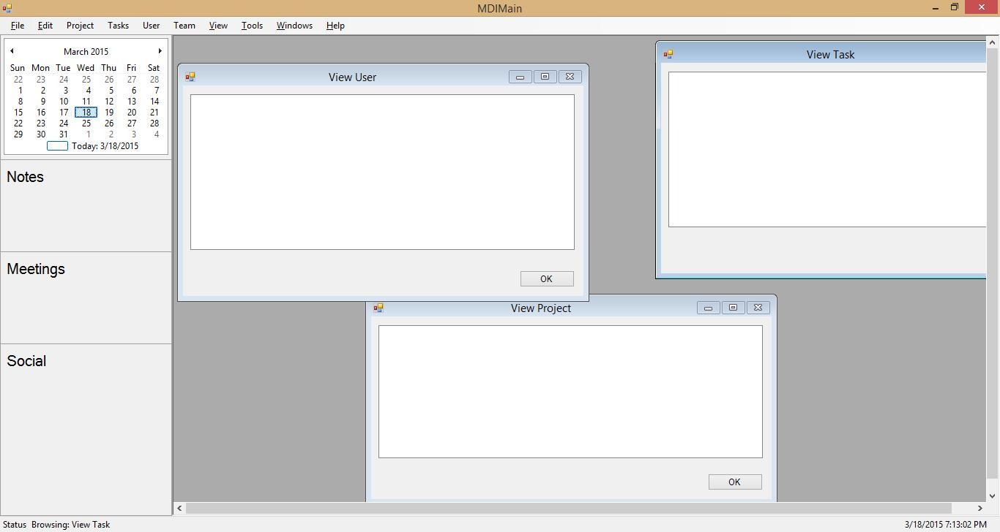 MDIMain
File Edit Project Tasks User Team View Tools Windows Help
March 2015
Sun Mon Tue Wed Thu Fri Sat
22 23 24 25 26 27 28
1 2 3 4 5 6 7
8 9 10 11 12 13 14
15 16 17 18 19 20 21
22 23 24 25 26 27 28
29 30 31 1 2 3 4
Today: 3/18/2015
Notes
Meetings
Social
View User
OK
View Task
View Project
OK
Status Browsing: View Task
3/18/2015 7:13:02 PM